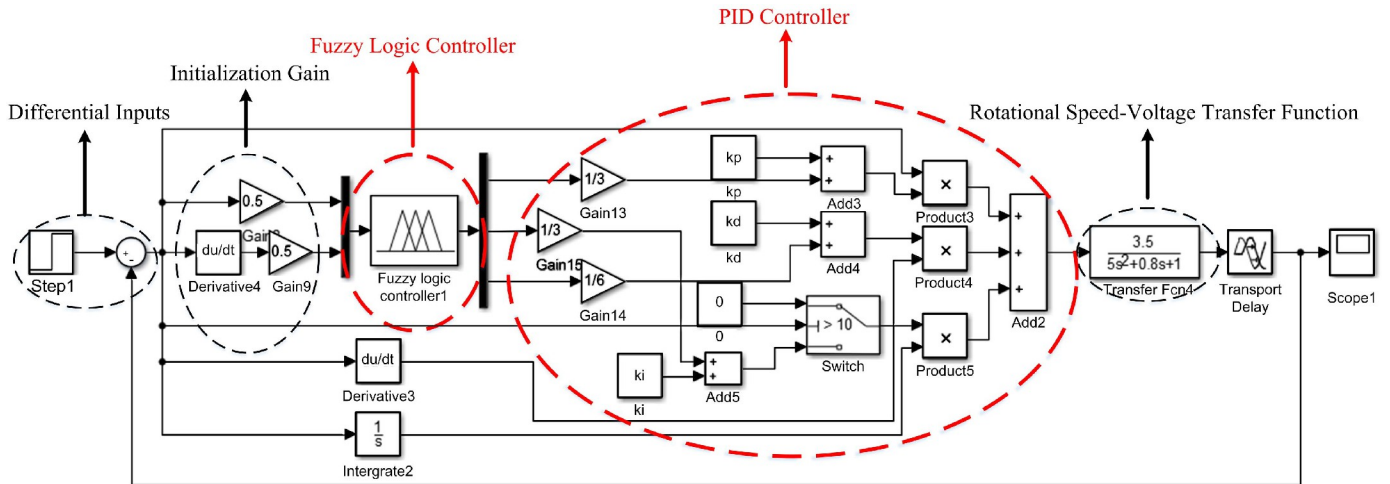 PID Controller
Fuzzy Logic Controller
Initialization Gain
Differential Inputs
Rotational Speed-Voltage Transfer Function
Step1
+
-
0.5
du/dt
Derivative4
0.5
Gain9
Fuzzy logic
controller1
1/3
Gain13
1/3
Gain15
1/6
Gain14
kp
kp
+
+
Add3
kd
kd
+
+
Add4
0
0
> 10
Switch
ki
ki
+
+
Add5
×
Product3
×
Product4
×
Product5
+
+
+
Add2
3.5
5s²+0.8s+1
Transfer Fcn4
Transport
Delay
Scope1
du/dt
Derivative3
1
s
Intergrate2